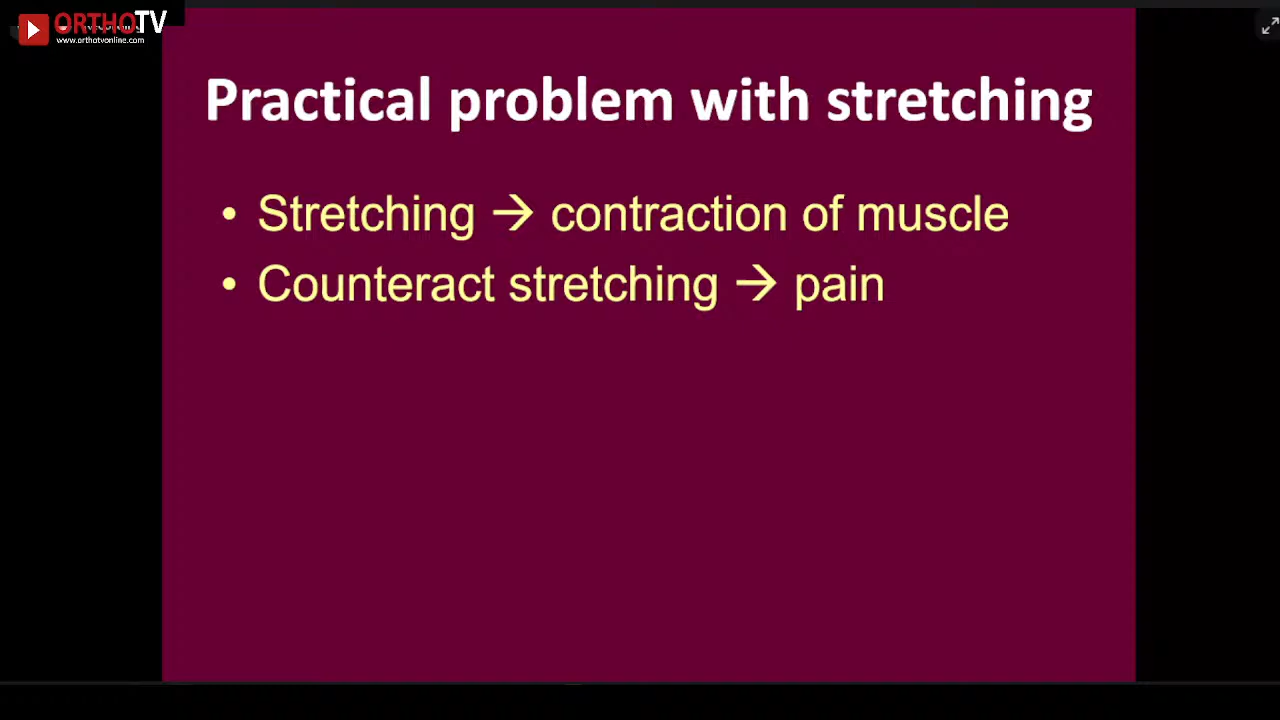 ORTHOTV
www.orthotvonline.com
Practical problem with stretching
• Stretching → contraction of muscle
• Counteract stretching → pain